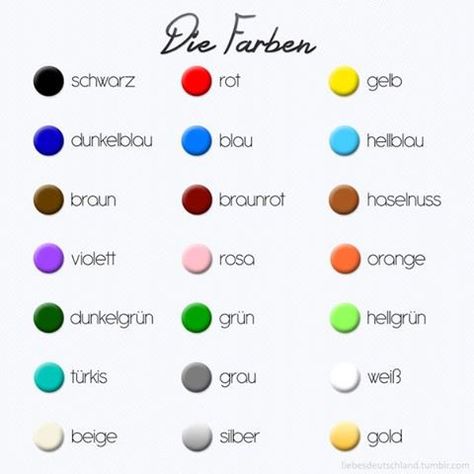 Die Farben
schwarz rot gelb
dunkelblau blau hellblau
braun braunrot haselnuss
violett rosa orange
dunkelgrün grün hellgrün
türkis grau weiß
beige silber gold
liebesdeutschland.tumblr.com